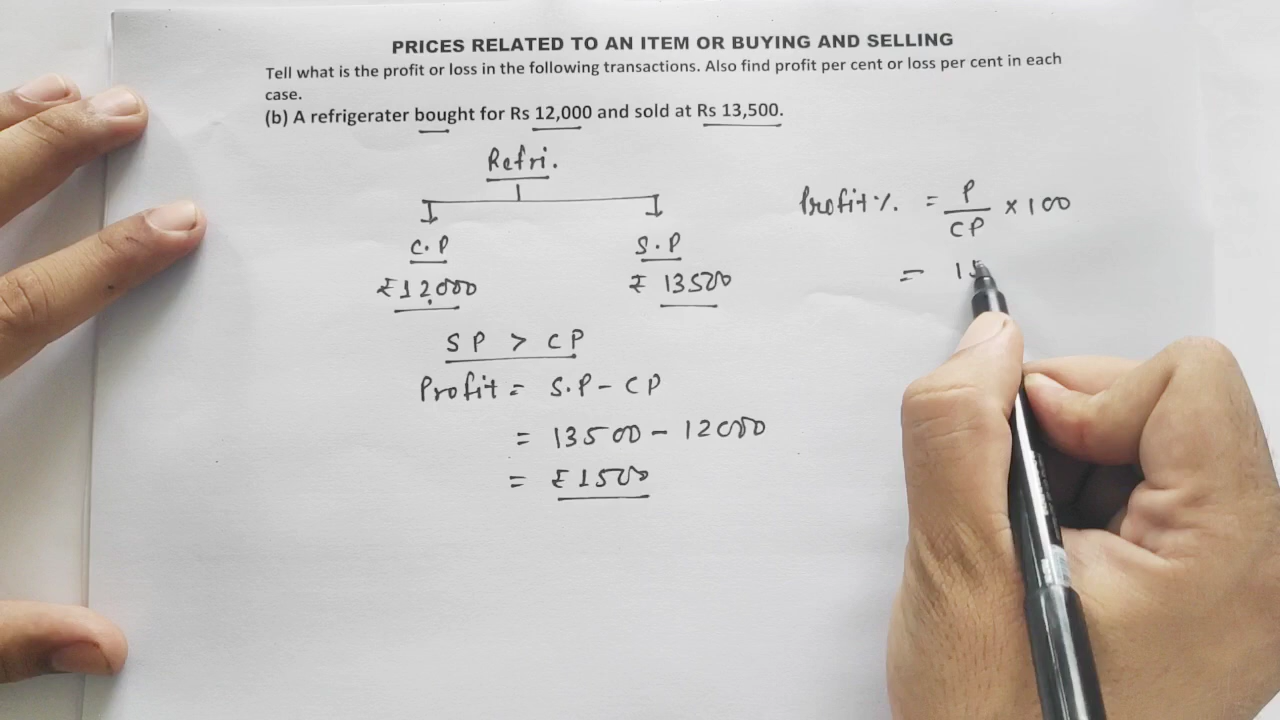 PRICES RELATED TO AN ITEM OR BUYING AND SELLING
Tell what is the profit or loss in the following transactions. Also find profit per cent or loss per cent in each
case.
(b) A refrigerater bought for Rs 12,000 and sold at Rs 13,500.
Refri.
C.P
S.P
₹12,000
₹ 13500
SP > CP
Profit = S.P - CP
= 13500 - 12000
= ₹1500
Profit% = P/CP × 100
= 15